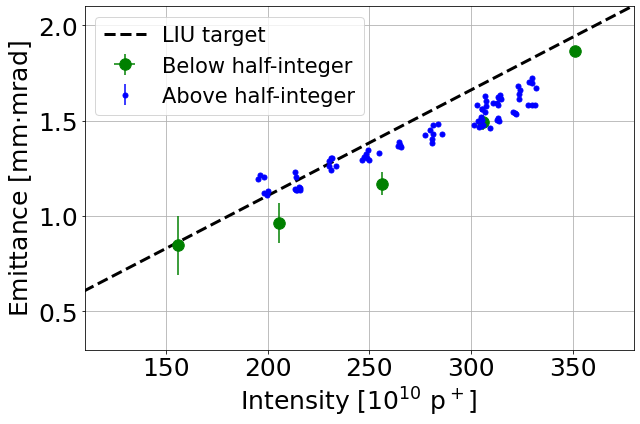 LIU target
Below half-integer
Above half-integer
Emittance [mm·mrad]
2.0
1.5
1.0
0.5
150 200 250 300 350
Intensity [10¹⁰ p⁺]